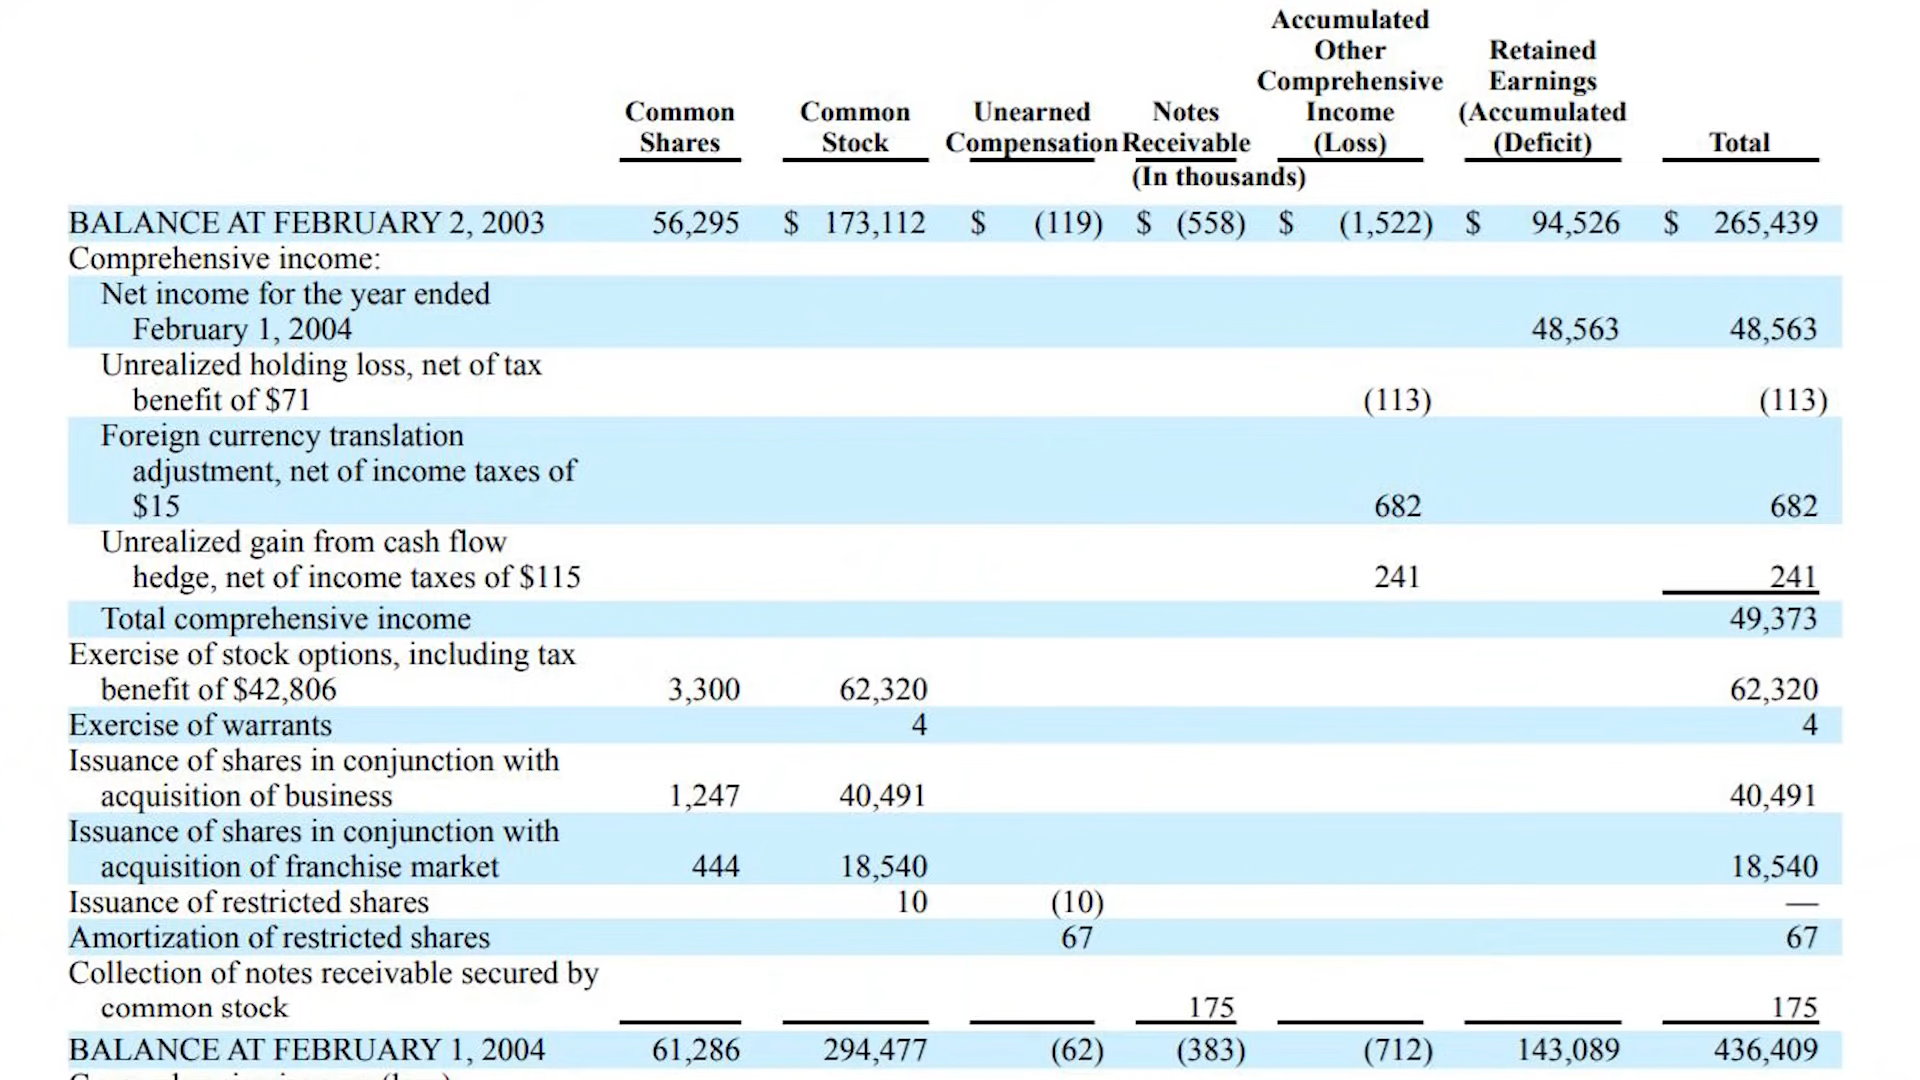 Accumulated
Other Retained
Comprehensive Earnings
Common Common Unearned Notes Income (Accumulated
Shares Stock Compensation Receivable (Loss) (Deficit) Total
(In thousands)
BALANCE AT FEBRUARY 2, 2003 56,295 $ 173,112 $ (119) $ (558) $ (1,522) $ 94,526 $ 265,439
Comprehensive income:
Net income for the year ended
February 1, 2004 48,563 48,563
Unrealized holding loss, net of tax
benefit of $71 (113) (113)
Foreign currency translation
adjustment, net of income taxes of
$15 682 682
Unrealized gain from cash flow
hedge, net of income taxes of $115 241 241
Total comprehensive income 49,373
Exercise of stock options, including tax
benefit of $42,806 3,300 62,320 62,320
Exercise of warrants 4 4
Issuance of shares in conjunction with
acquisition of business 1,247 40,491 40,491
Issuance of shares in conjunction with
acquisition of franchise market 444 18,540 18,540
Issuance of restricted shares 10 (10) —
Amortization of restricted shares 67 67
Collection of notes receivable secured by
common stock 175 175
BALANCE AT FEBRUARY 1, 2004 61,286 294,477 (62) (383) (712) 143,089 436,409